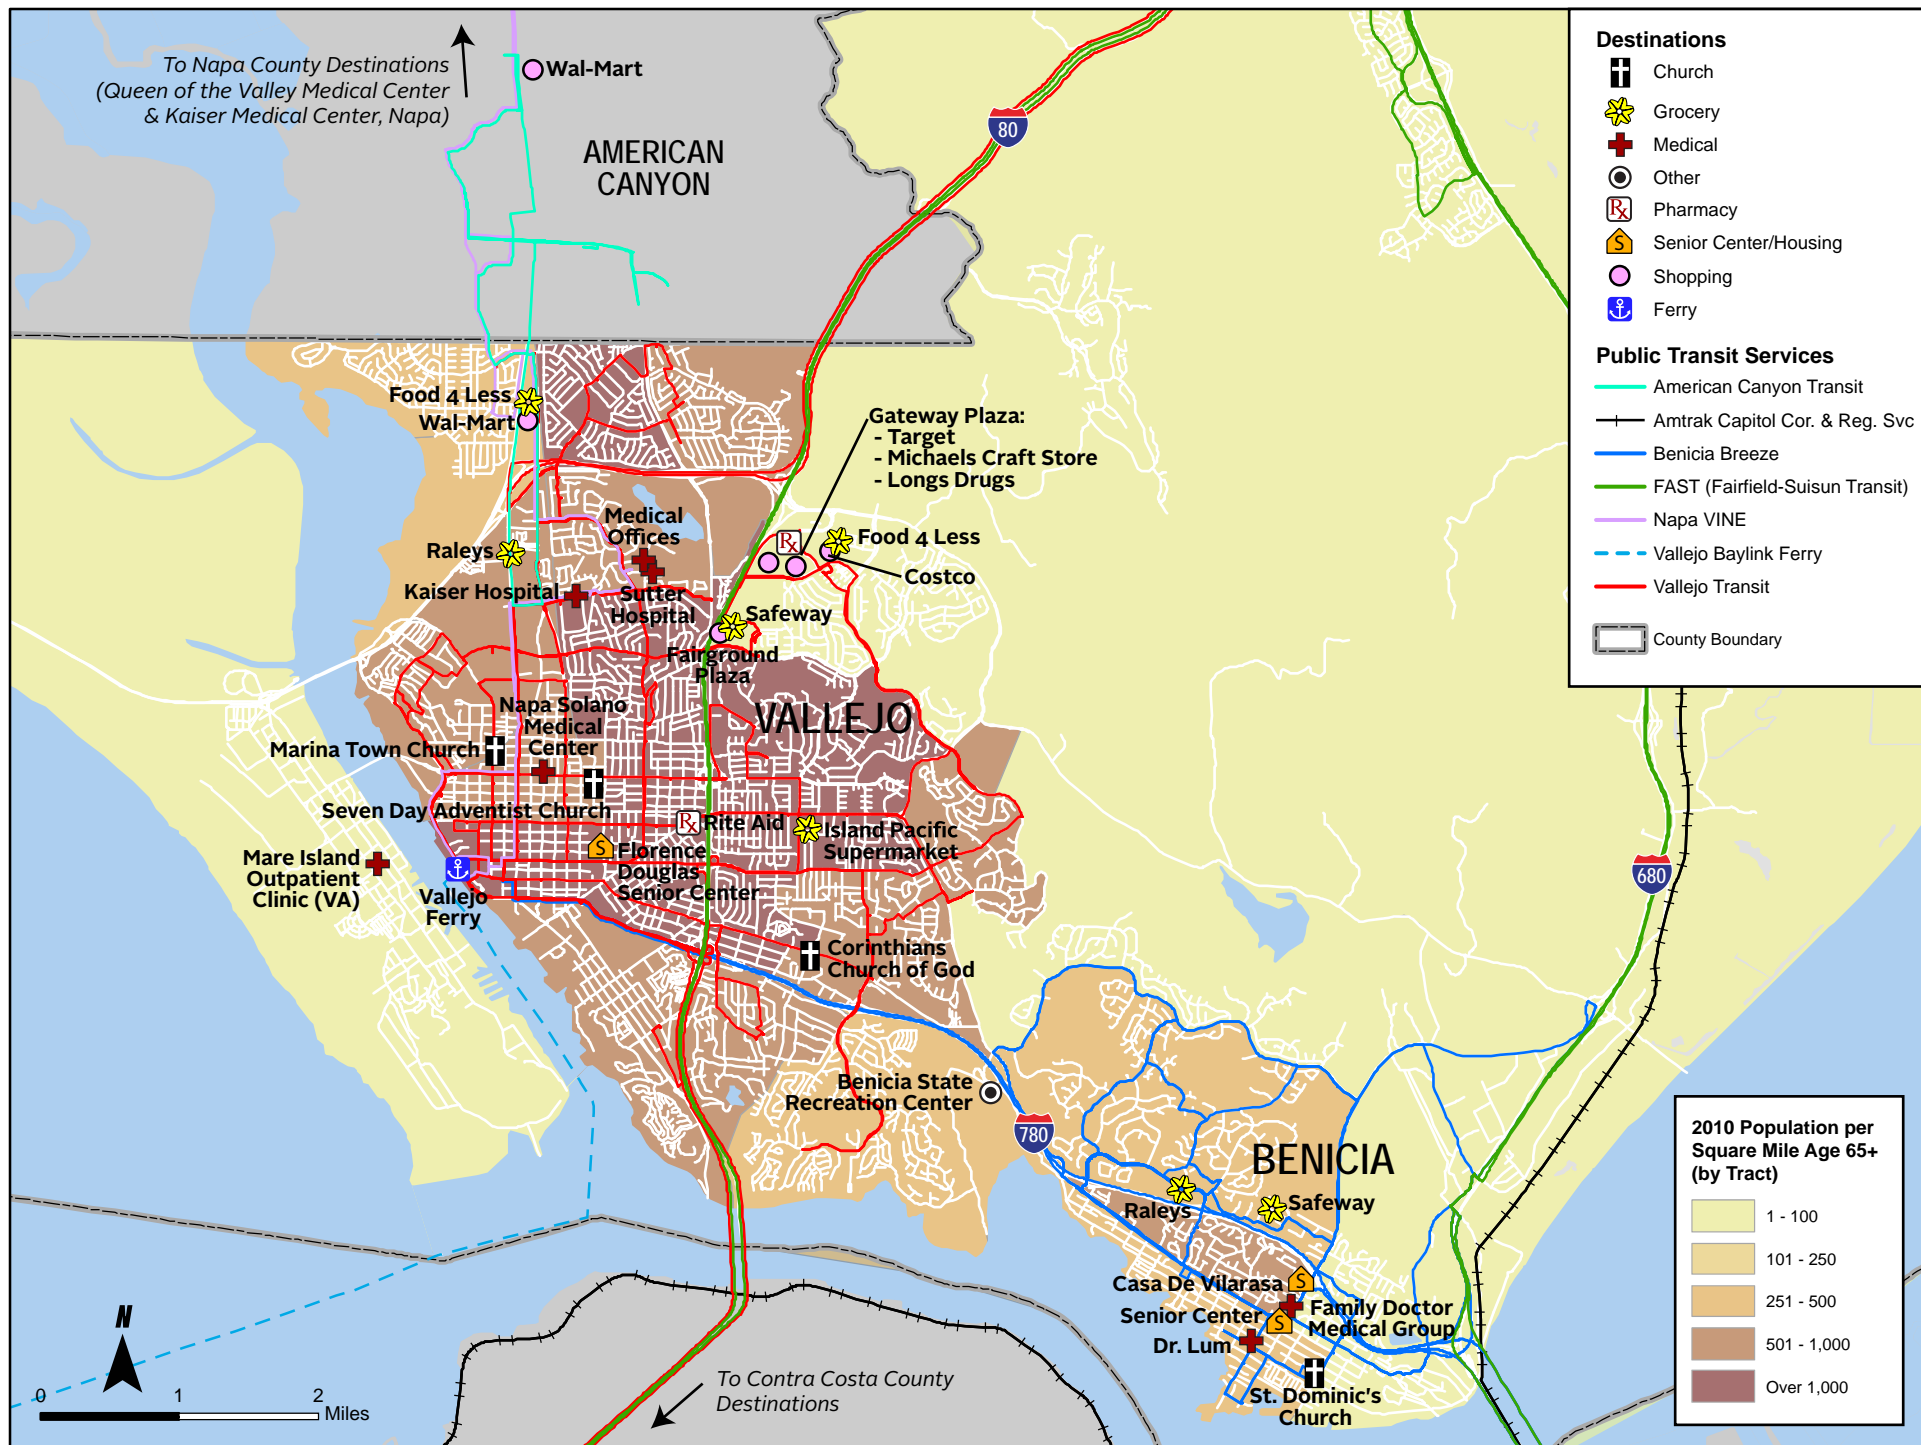 To Napa County Destinations
(Queen of the Valley Medical Center
& Kaiser Medical Center, Napa)
Wal-Mart
AMERICAN
CANYON
80
Food 4 Less
Wal-Mart
Gateway Plaza:
- Target
- Michaels Craft Store
- Longs Drugs
Medical
Offices
Rx
Food 4 Less
Raleys
Costco
Kaiser Hospital
Sutter
Hospital
Safeway
Fairground
Plaza
Napa Solano
Medical
Center
VALLEJO
Marina Town Church
Seven Day Adventist Church
Rx
Rite Aid
Island Pacific
Supermarket
S
Florence
Douglas
Senior Center
Mare Island
Outpatient
Clinic (VA)
Vallejo
Ferry
680
Corinthians
Church of God
Benicia State
Recreation Center
780
BENICIA
Raleys
Safeway
Casa De Vilarasa
S
Senior Center
S
Family Doctor
Medical Group
Dr. Lum
St. Dominic's
Church
To Contra Costa County
Destinations
N
0 1 2
Miles
Destinations
Church
Grocery
Medical
Other
Rx Pharmacy
S Senior Center/Housing
Shopping
Ferry
Public Transit Services
American Canyon Transit
Amtrak Capitol Cor. & Reg. Svc
Benicia Breeze
FAST (Fairfield-Suisun Transit)
Napa VINE
Vallejo Baylink Ferry
Vallejo Transit
County Boundary
2010 Population per
Square Mile Age 65+
(by Tract)
1 - 100
101 - 250
251 - 500
501 - 1,000
Over 1,000